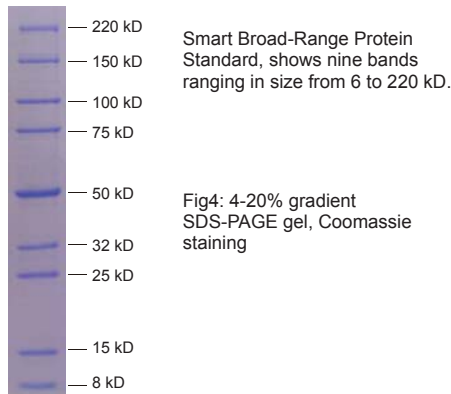 220 kD
150 kD
100 kD
75 kD
50 kD
32 kD
25 kD
15 kD
8 kD
Smart Broad-Range Protein
Standard, shows nine bands
ranging in size from 6 to 220 kD.
Fig4: 4-20% gradient
SDS-PAGE gel, Coomassie
staining